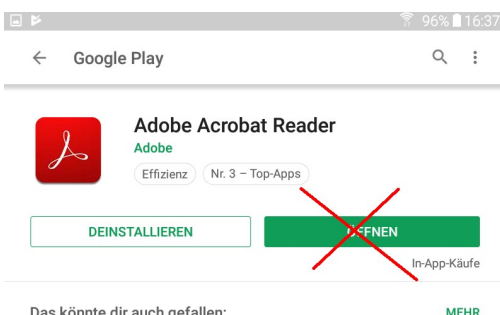 96% 16:37
Google Play
Adobe Acrobat Reader
Adobe
Effizienz Nr. 3 – Top-Apps
DEINSTALLIEREN ÖFFNEN
In-App-Käufe
Das könnte dir auch gefallen: MEHR